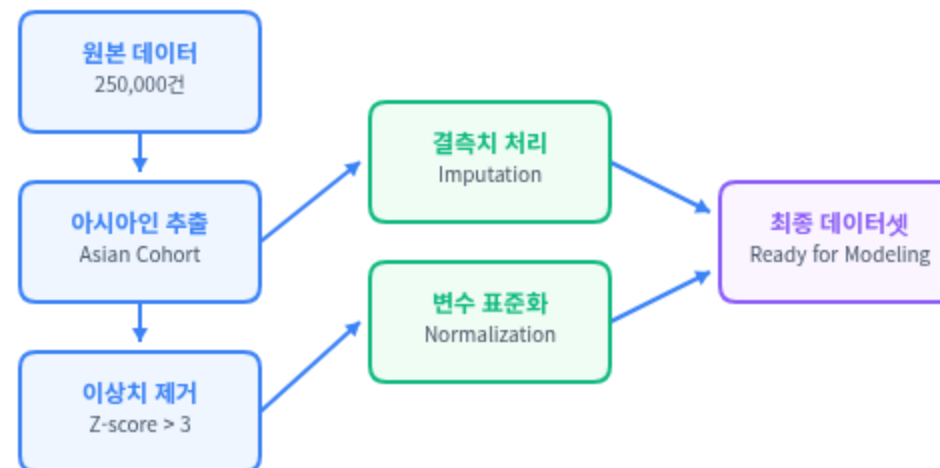 원본 데이터
250,000건
아시아인 추출
Asian Cohort
이상치 제거
Z-score > 3
결측치 처리
Imputation
변수 표준화
Normalization
최종 데이터셋
Ready for Modeling